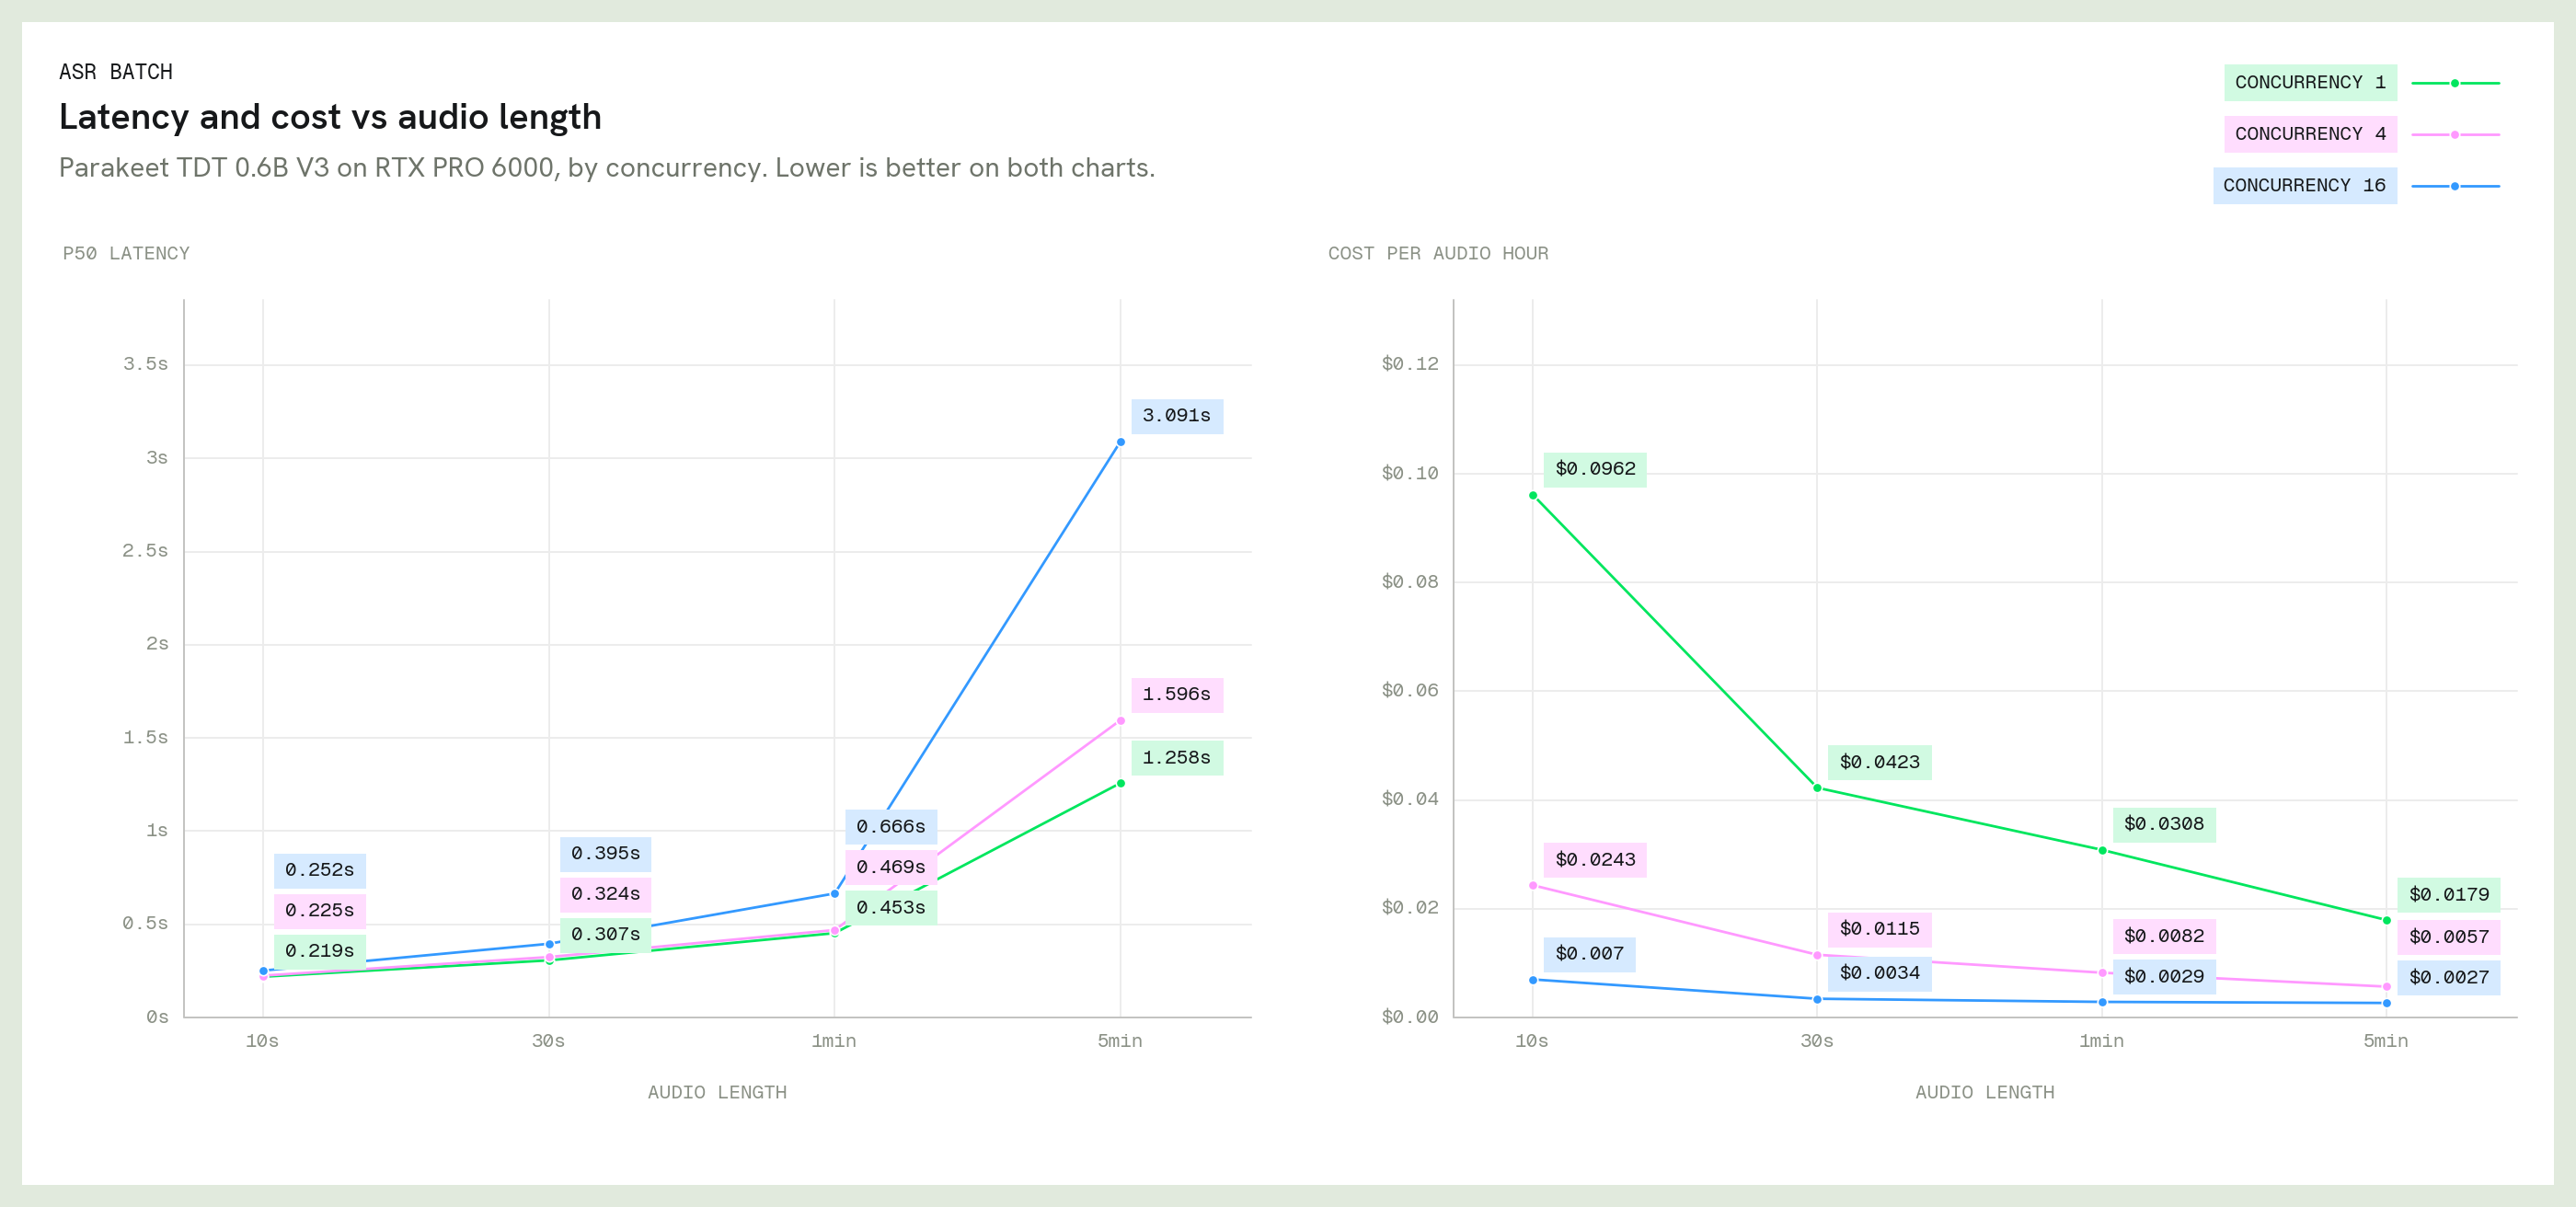 ASR BATCH
Latency and cost vs audio length
Parakeet TDT 0.6B V3 on RTX PRO 6000, by concurrency. Lower is better on both charts.
CONCURRENCY 1
CONCURRENCY 4
CONCURRENCY 16
P50 LATENCY
3.5s
3s
2.5s
2s
1.5s
1s
0.5s
0s
0.252s
0.225s
0.219s
0.395s
0.324s
0.307s
0.666s
0.469s
0.453s
3.091s
1.596s
1.258s
10s
30s
1min
5min
AUDIO LENGTH
COST PER AUDIO HOUR
$0.12
$0.10
$0.08
$0.06
$0.04
$0.02
$0.00
$0.0962
$0.0243
$0.007
$0.0423
$0.0115
$0.0034
$0.0308
$0.0082
$0.0029
$0.0179
$0.0057
$0.0027
10s
30s
1min
5min
AUDIO LENGTH